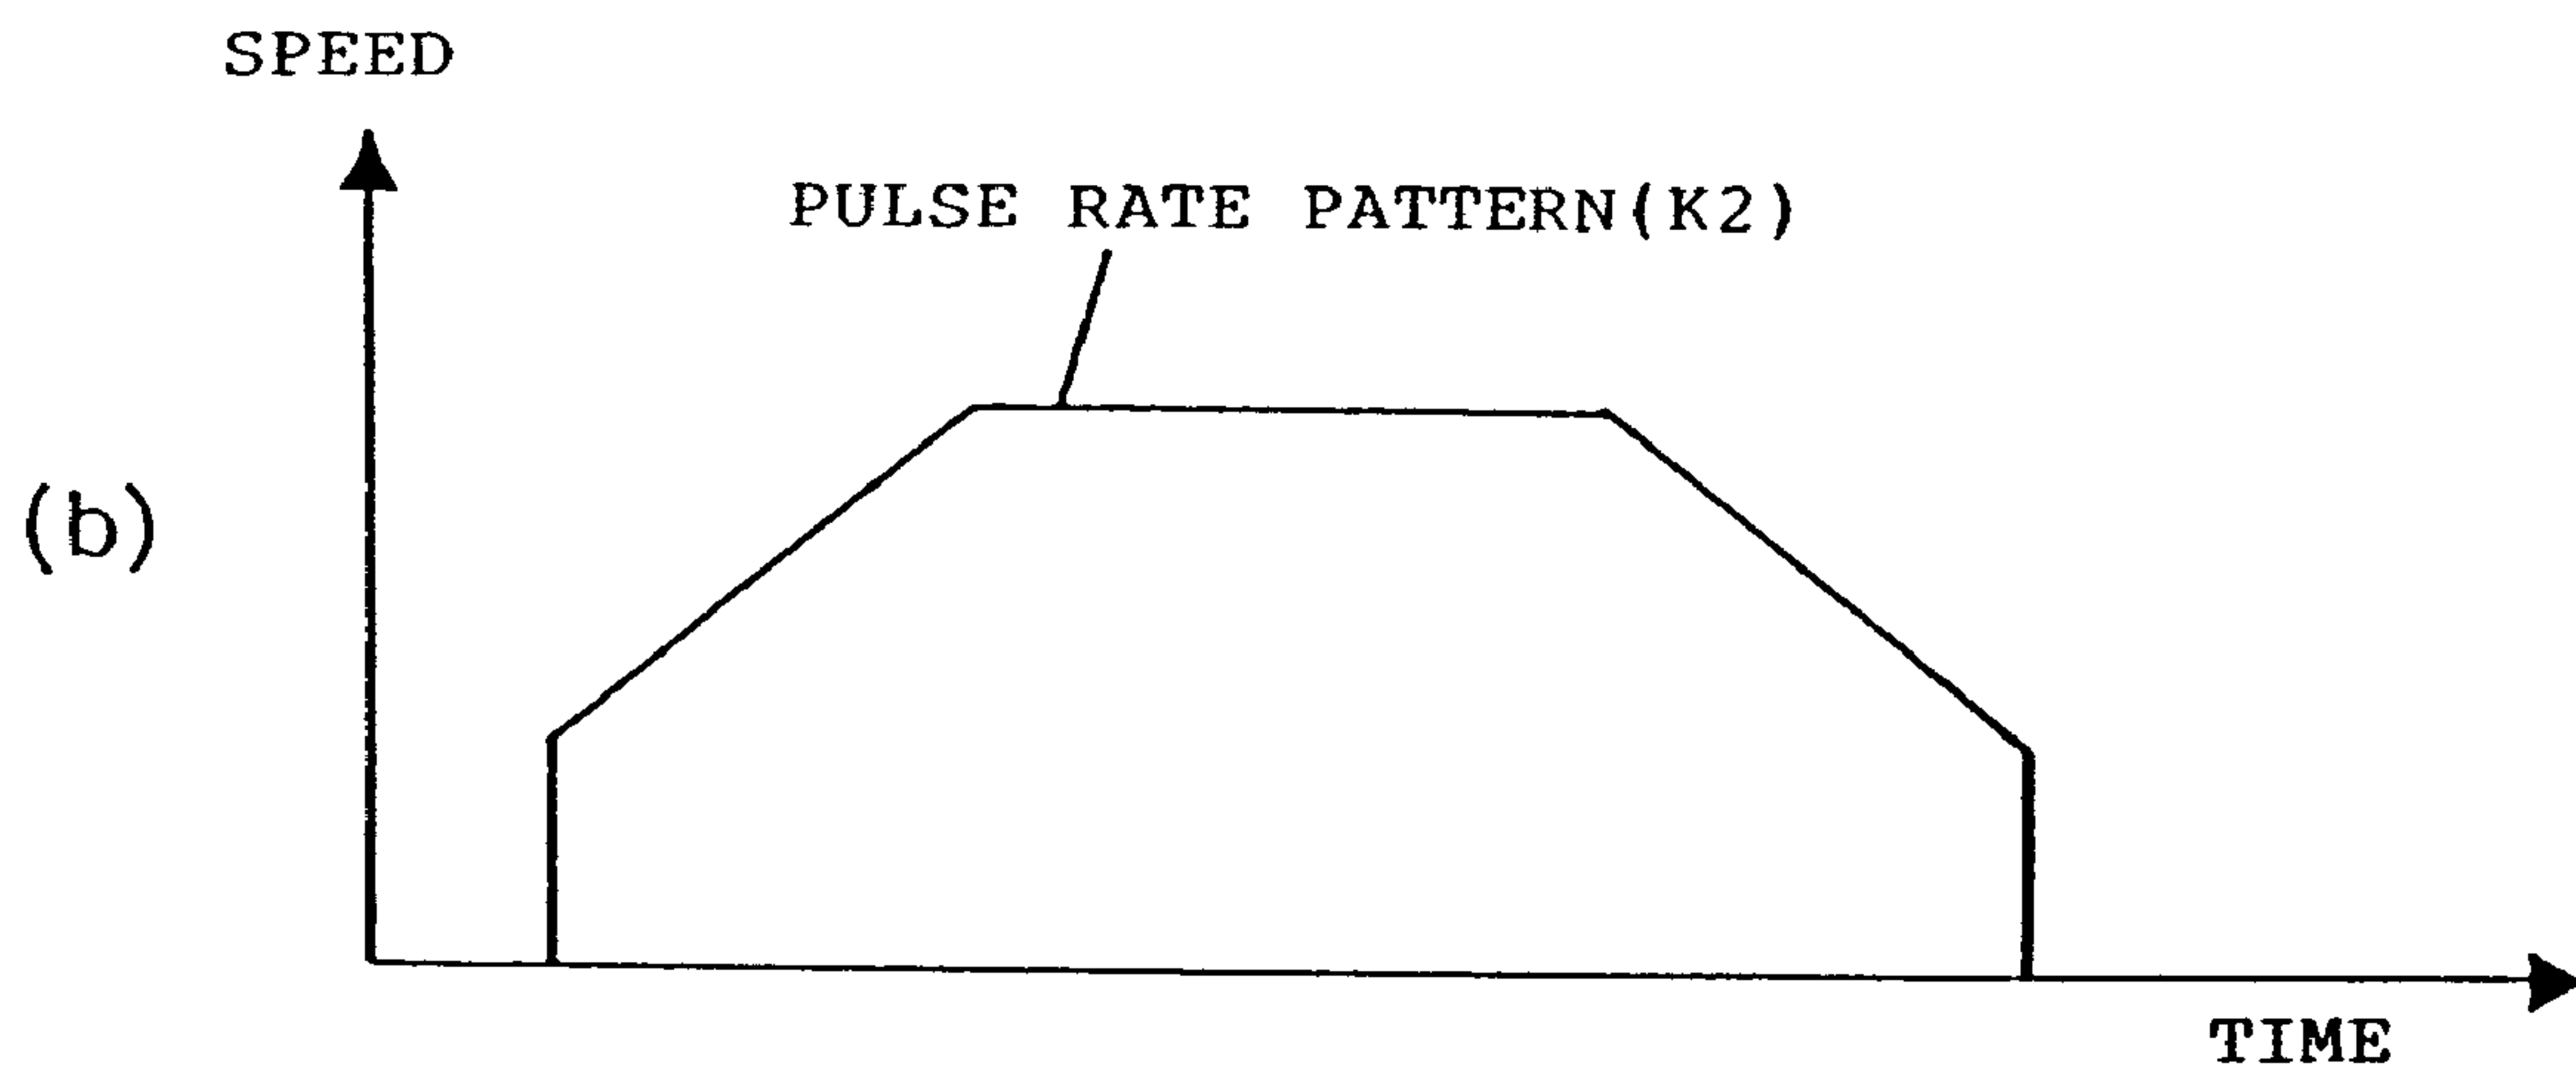 SPEED
PULSE RATE PATTERN(K2)
(b)
TIME